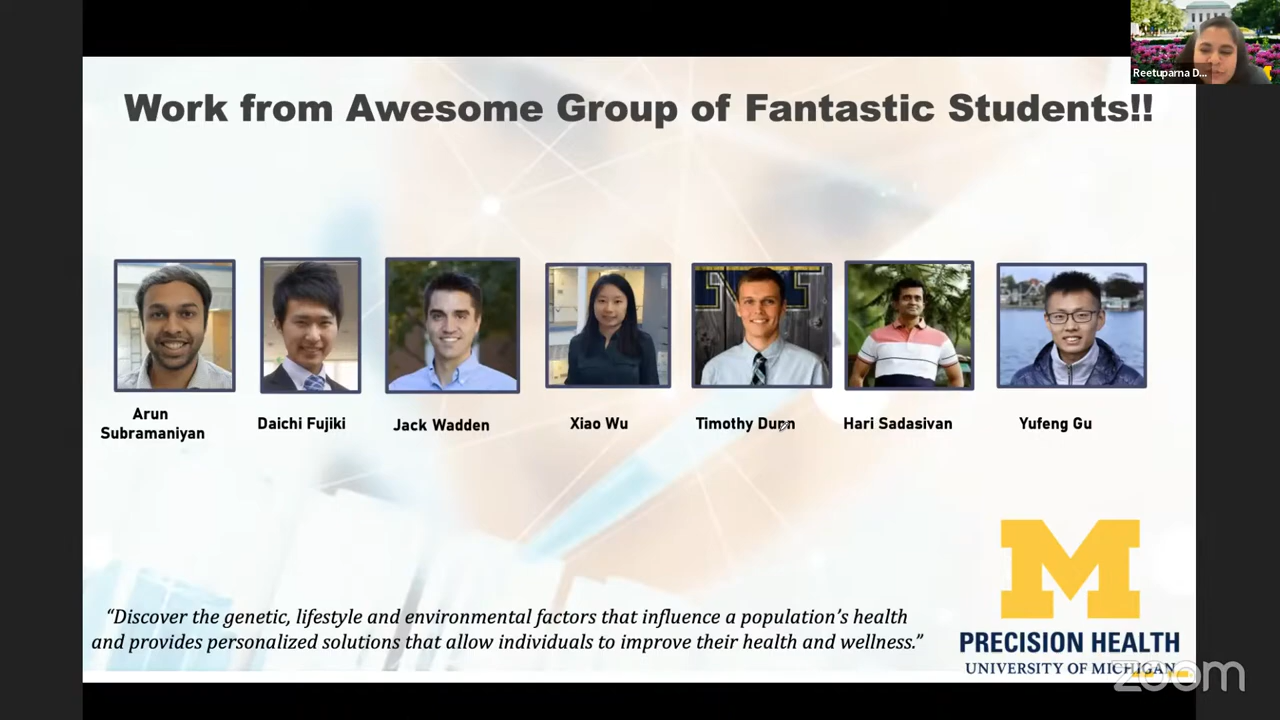 Reetuparna D...
Work from Awesome Group of Fantastic Students!!
Arun
Subramaniyan
Daichi Fujiki
Jack Wadden
Xiao Wu
Timothy Dunn
Hari Sadasivan
Yufeng Gu
“Discover the genetic, lifestyle and environmental factors that influence a population’s health
and provides personalized solutions that allow individuals to improve their health and wellness.”
M
PRECISION HEALTH
UNIVERSITY OF MICHIGAN
zoom